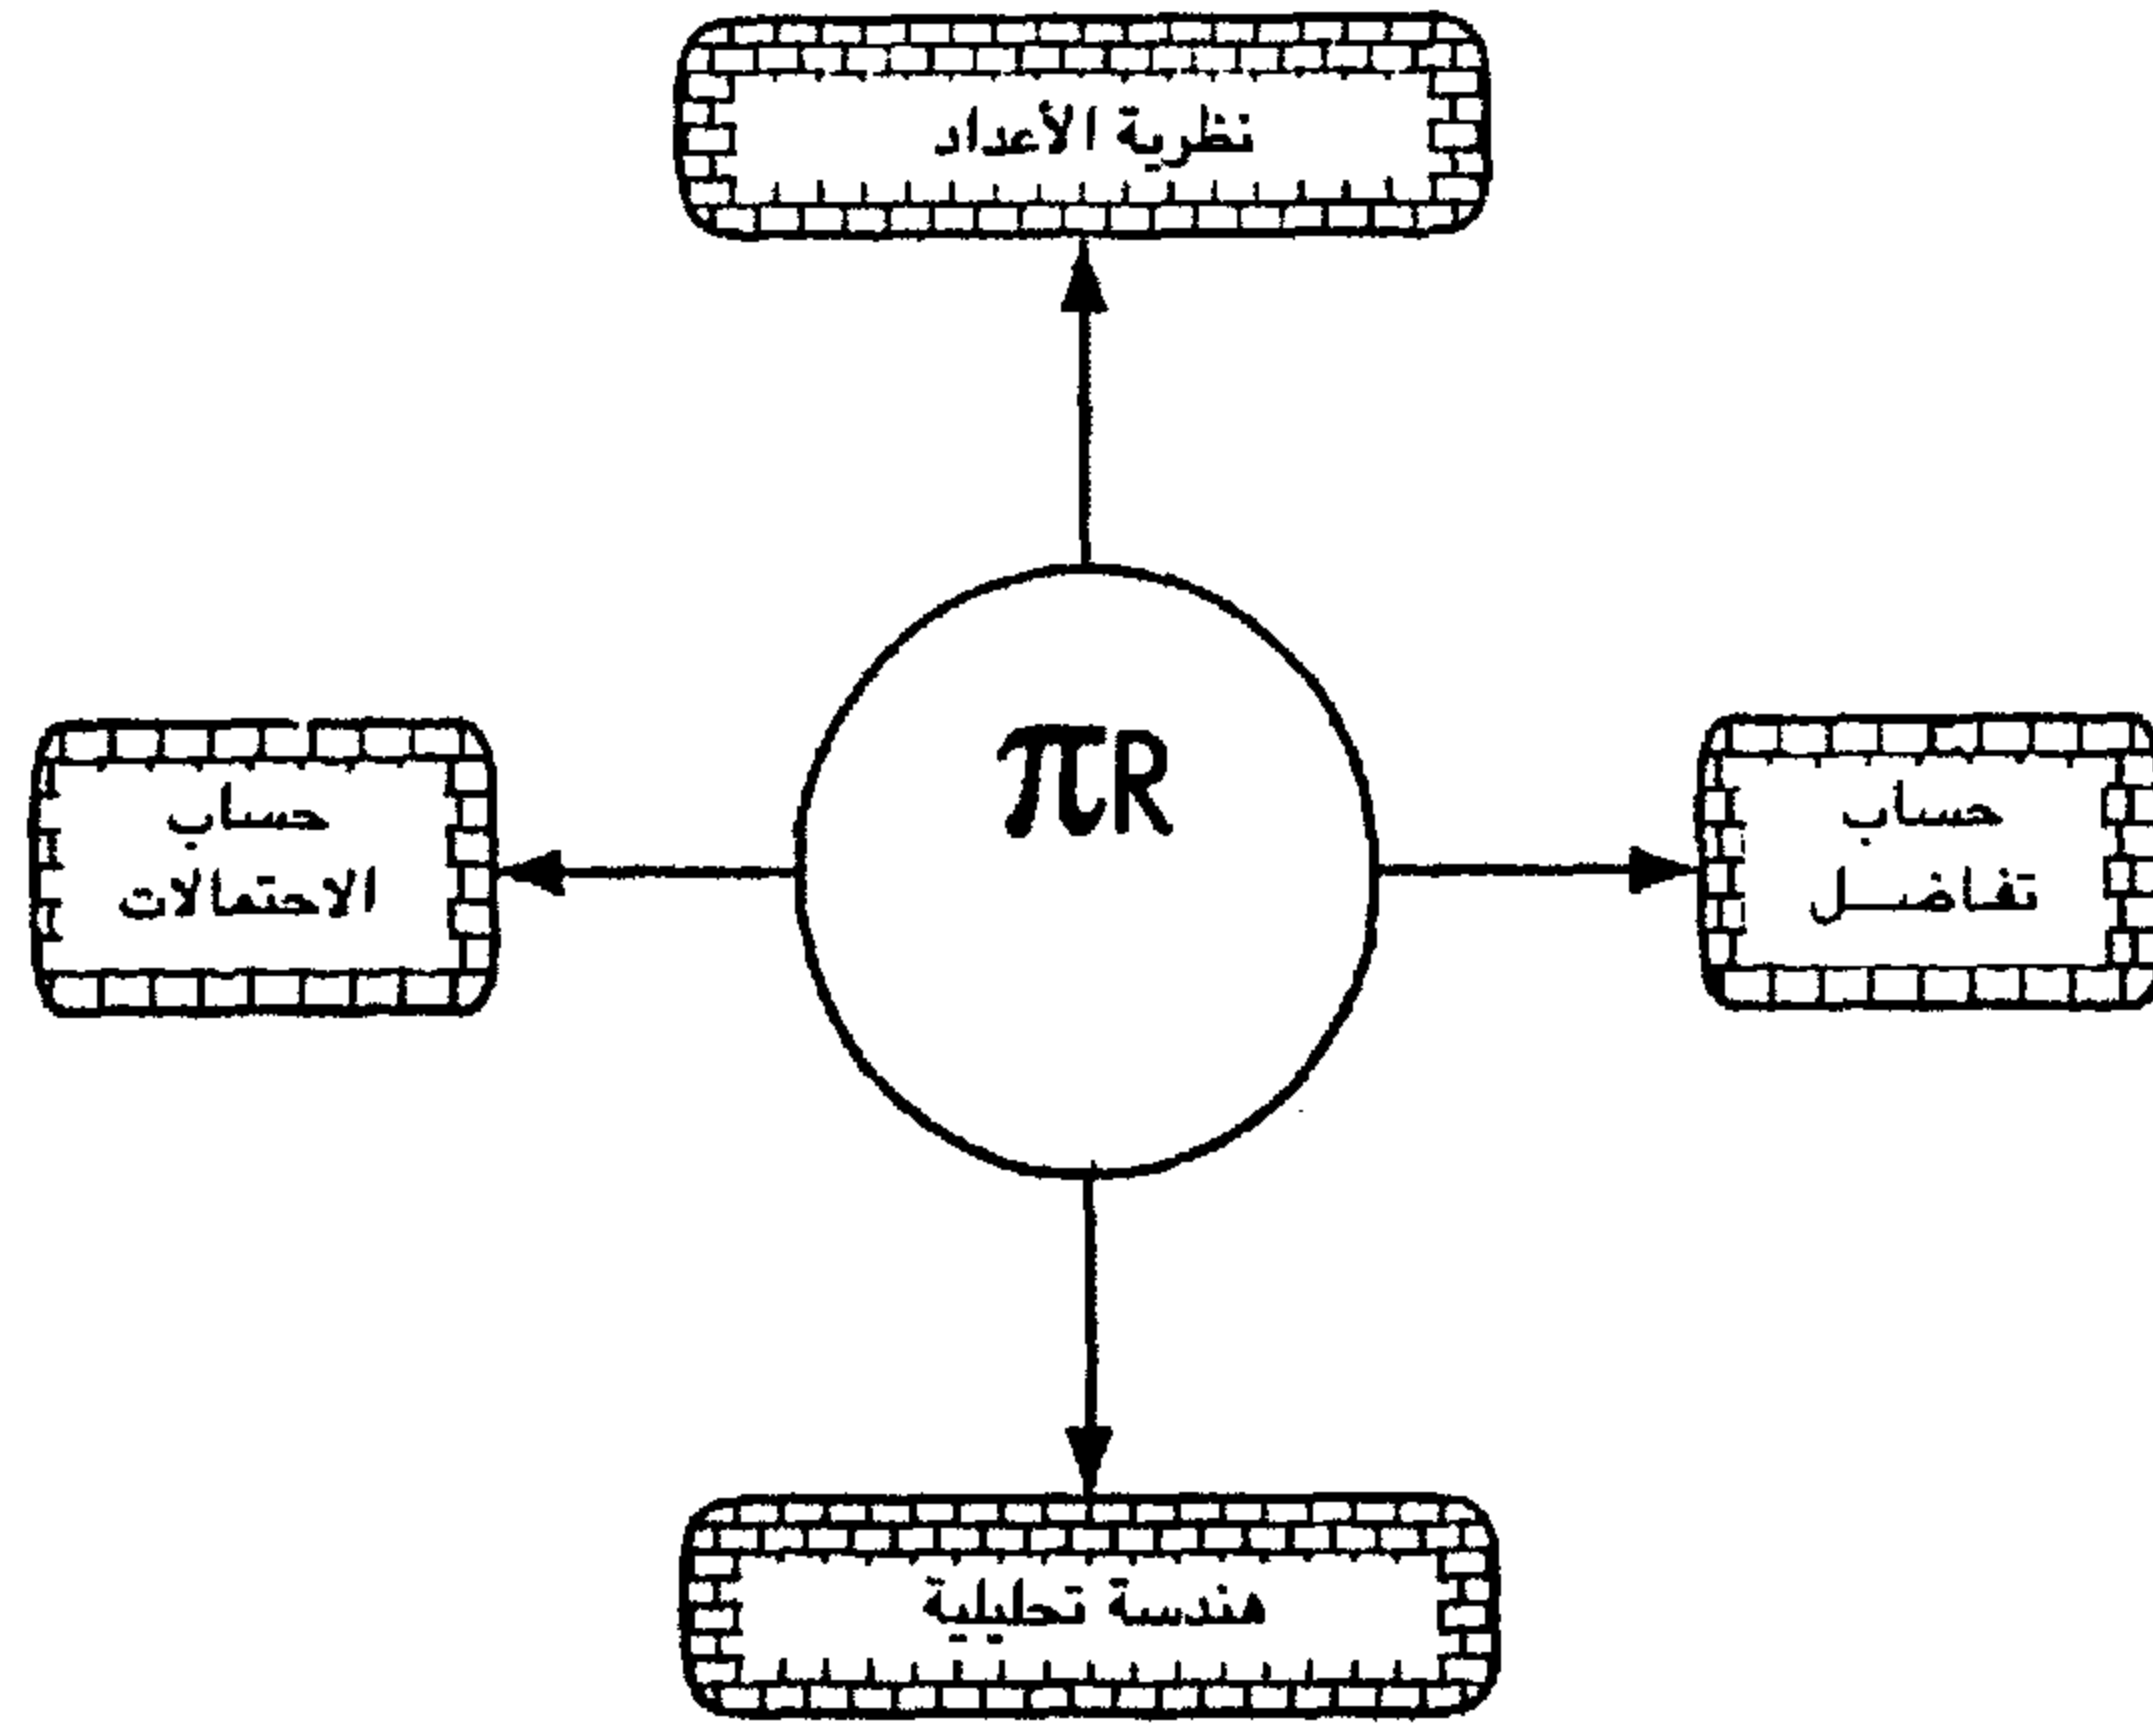 نظرية الأعداد
πR
حساب
تفاضل
حساب
الاحتمالات
هندسة تحليلية